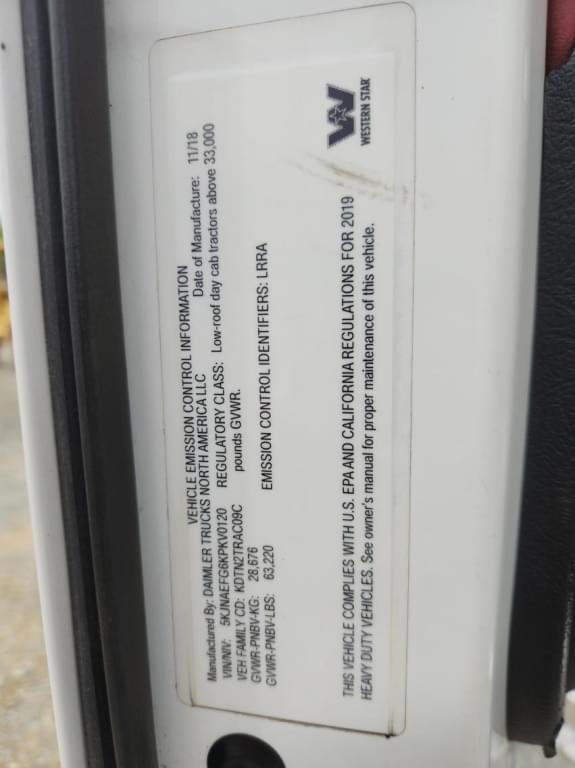 VEHICLE EMISSION CONTROL INFORMATION
Manufactured By: DAIMLER TRUCKS NORTH AMERICA LLC Date of Manufacture: 11/18
VIN/NIV: 5KJNAEFG6KPKV0120 REGULATORY CLASS: Low-roof day cab tractors above 33,000
VEH FAMILY CD: KDTN2TRAC09C pounds GVWR.
GVWR-PNBV-KG: 28,676
GVWR-PNBV-LBS: 63,220 EMISSION CONTROL IDENTIFIERS: LRRA
THIS VEHICLE COMPLIES WITH U.S. EPA AND CALIFORNIA REGULATIONS FOR 2019
HEAVY DUTY VEHICLES. See owner's manual for proper maintenance of this vehicle.
W
WESTERN STAR